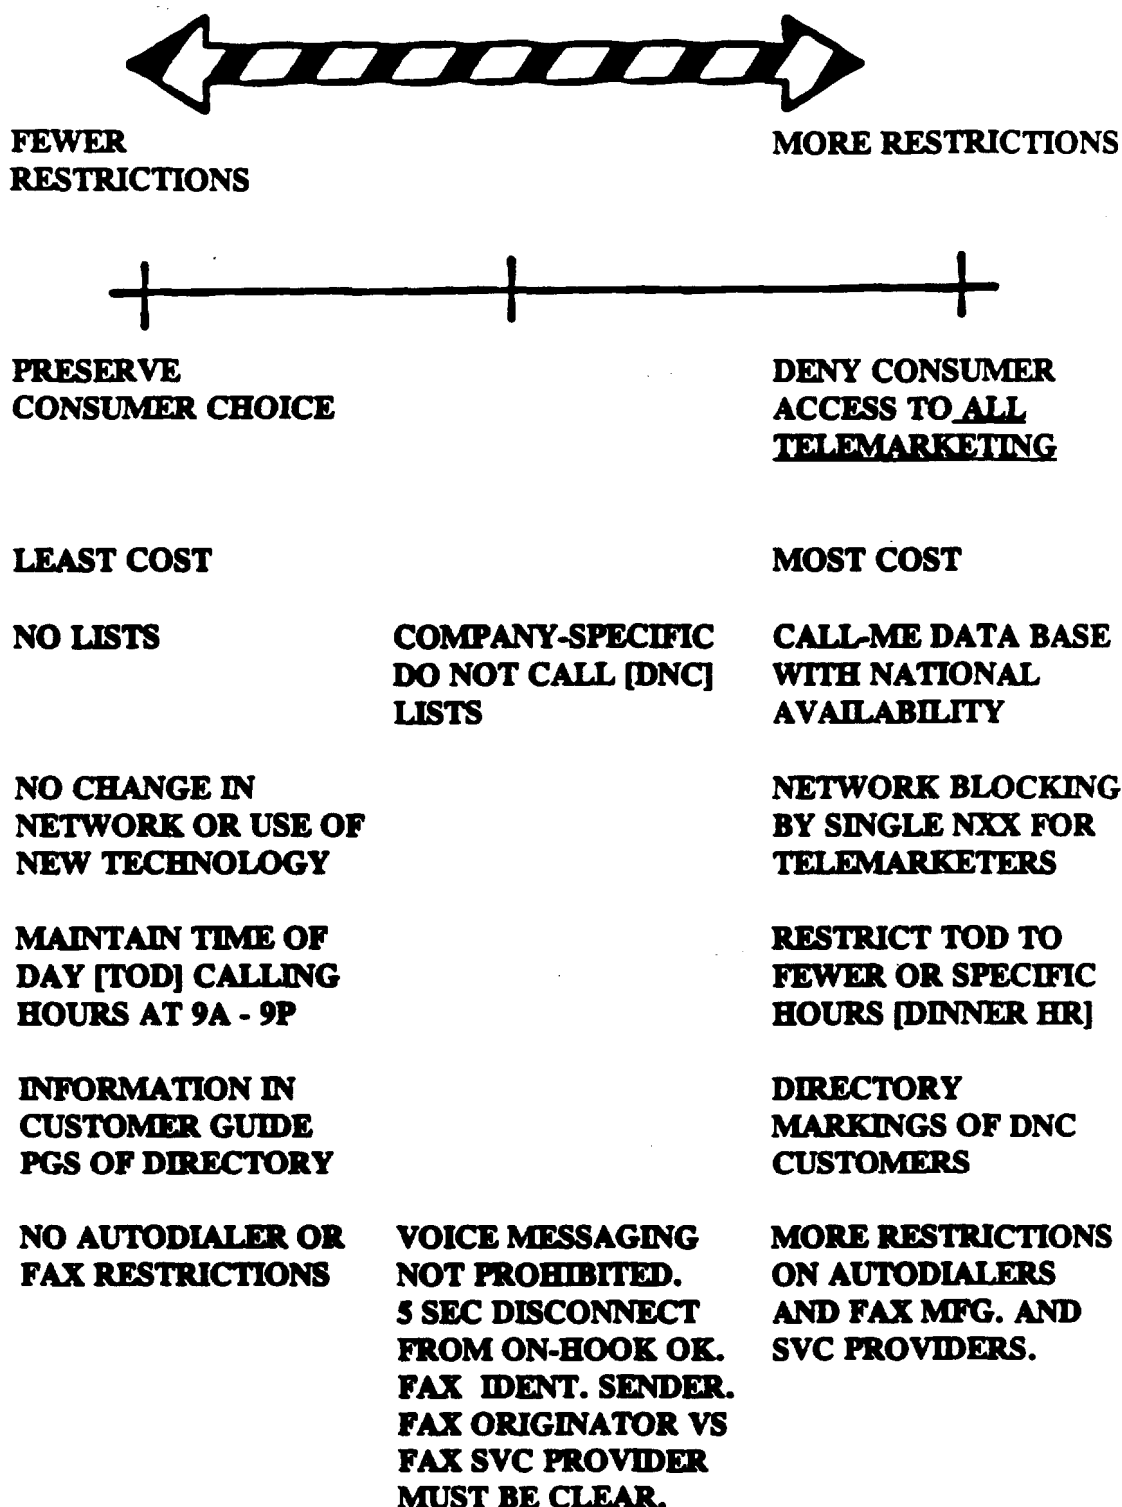 FEWER
RESTRICTIONS
MORE RESTRICTIONS
PRESERVE
CONSUMER CHOICE
DENY CONSUMER
ACCESS TO ALL
TELEMARKETING
LEAST COST
MOST COST
NO LISTS
COMPANY-SPECIFIC
DO NOT CALL [DNC]
LISTS
CALL-ME DATA BASE
WITH NATIONAL
AVAILABILITY
NO CHANGE IN
NETWORK OR USE OF
NEW TECHNOLOGY
NETWORK BLOCKING
BY SINGLE NXX FOR
TELEMARKETERS
MAINTAIN TIME OF
DAY [TOD] CALLING
HOURS AT 9A - 9P
RESTRICT TOD TO
FEWER OR SPECIFIC
HOURS [DINNER HR]
INFORMATION IN
CUSTOMER GUIDE
PGS OF DIRECTORY
DIRECTORY
MARKINGS OF DNC
CUSTOMERS
NO AUTODIALER OR
FAX RESTRICTIONS
VOICE MESSAGING
NOT PROHIBITED.
5 SEC DISCONNECT
FROM ON-HOOK OK.
FAX IDENT. SENDER.
FAX ORIGINATOR VS
FAX SVC PROVIDER
MUST BE CLEAR.
MORE RESTRICTIONS
ON AUTODIALERS
AND FAX MFG. AND
SVC PROVIDERS.